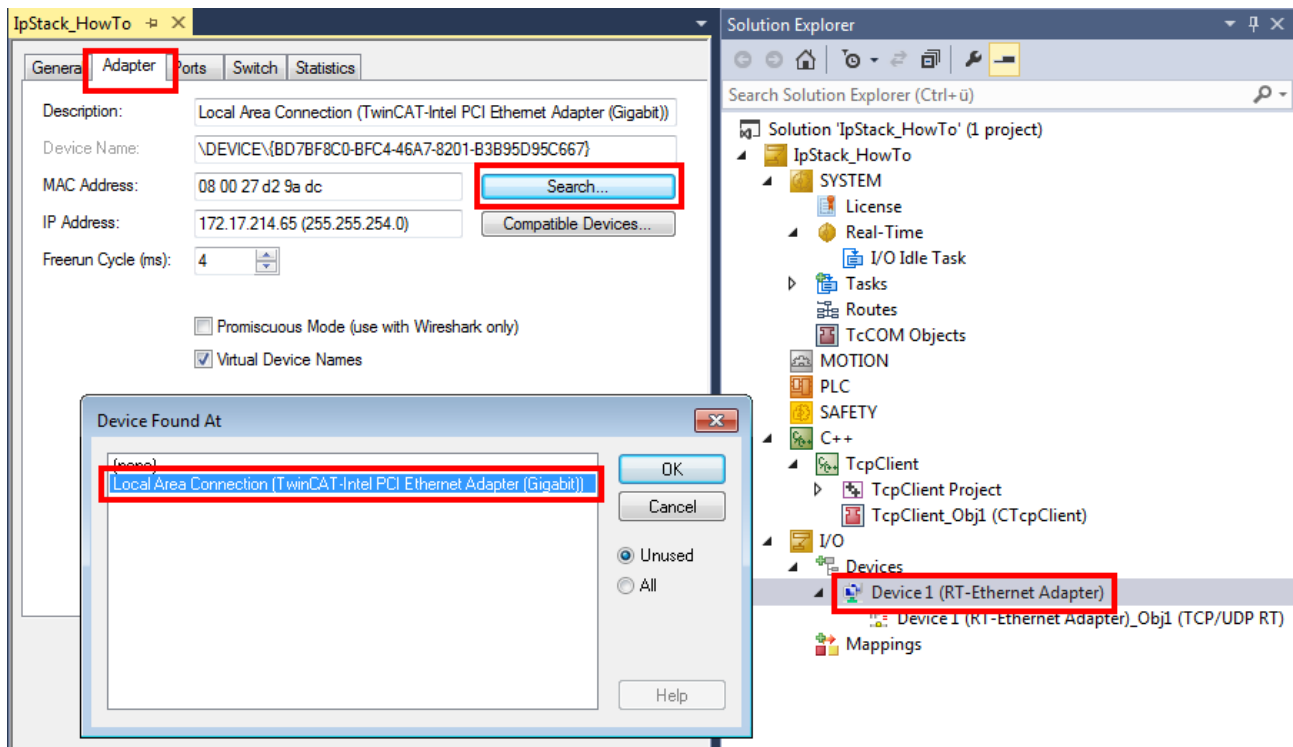 IpStack_HowTo
General Adapter Ports Switch Statistics
Description: Local Area Connection (TwinCAT-Intel PCI Ethernet Adapter (Gigabit))
Device Name: \DEVICE\{BD7BF8C0-BFC4-46A7-8201-B3B95D95C667}
MAC Address: 08 00 27 d2 9a dc Search...
IP Address: 172.17.214.65 (255.255.254.0) Compatible Devices...
Freerun Cycle (ms): 4
Promiscuous Mode (use with Wireshark only)
Virtual Device Names
Device Found At
(none)
Local Area Connection (TwinCAT-Intel PCI Ethernet Adapter (Gigabit))
OK
Cancel
Unused
All
Help
Solution Explorer
Search Solution Explorer (Ctrl+ü)
Solution 'IpStack_HowTo' (1 project)
IpStack_HowTo
SYSTEM
License
Real-Time
I/O Idle Task
Tasks
Routes
TcCOM Objects
MOTION
PLC
SAFETY
C++
TcpClient
TcpClient Project
TcpClient_Obj1 (CTcpClient)
I/O
Devices
Device 1 (RT-Ethernet Adapter)
Device 1 (RT-Ethernet Adapter)_Obj1 (TCP/UDP RT)
Mappings